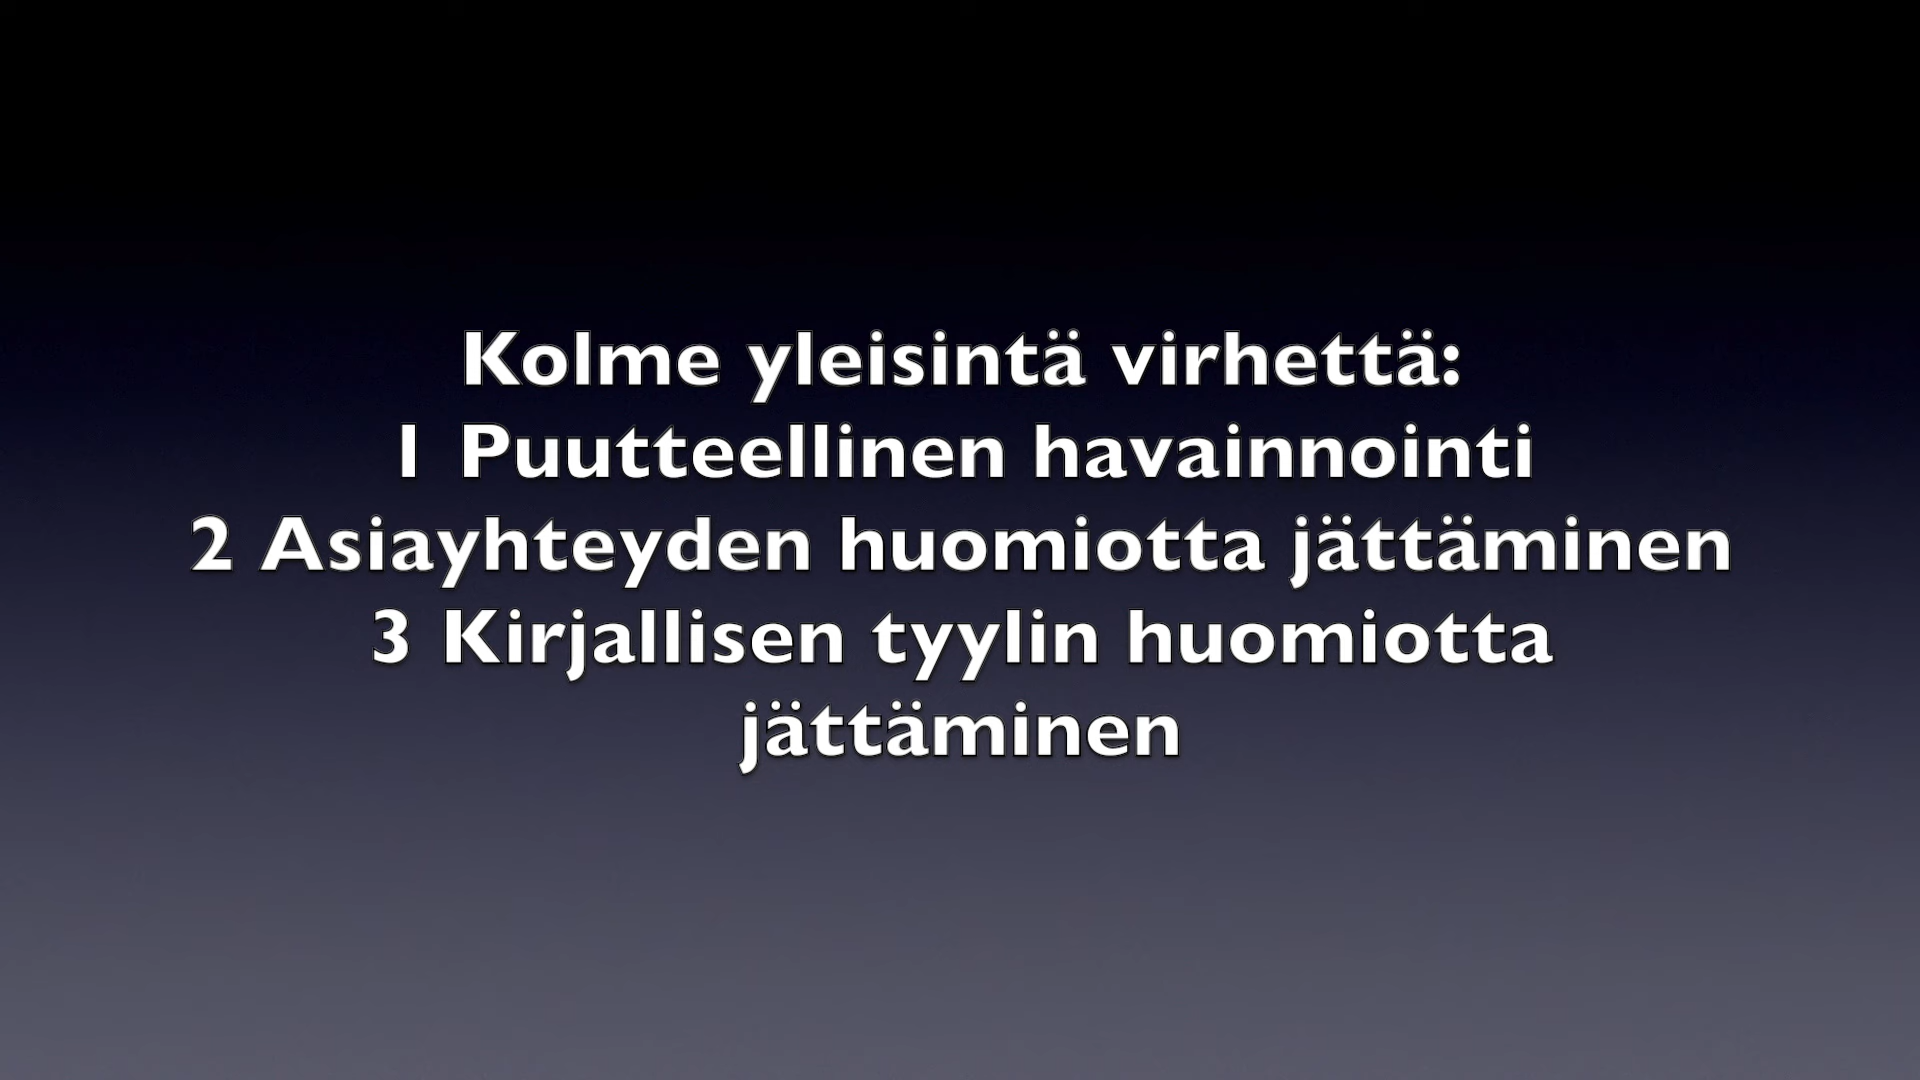 Kolme yleisintä virhettä:
1 Puutteellinen havainnointi
2 Asiayhteyden huomiotta jättäminen
3 Kirjallisen tyylin huomiotta
jättäminen